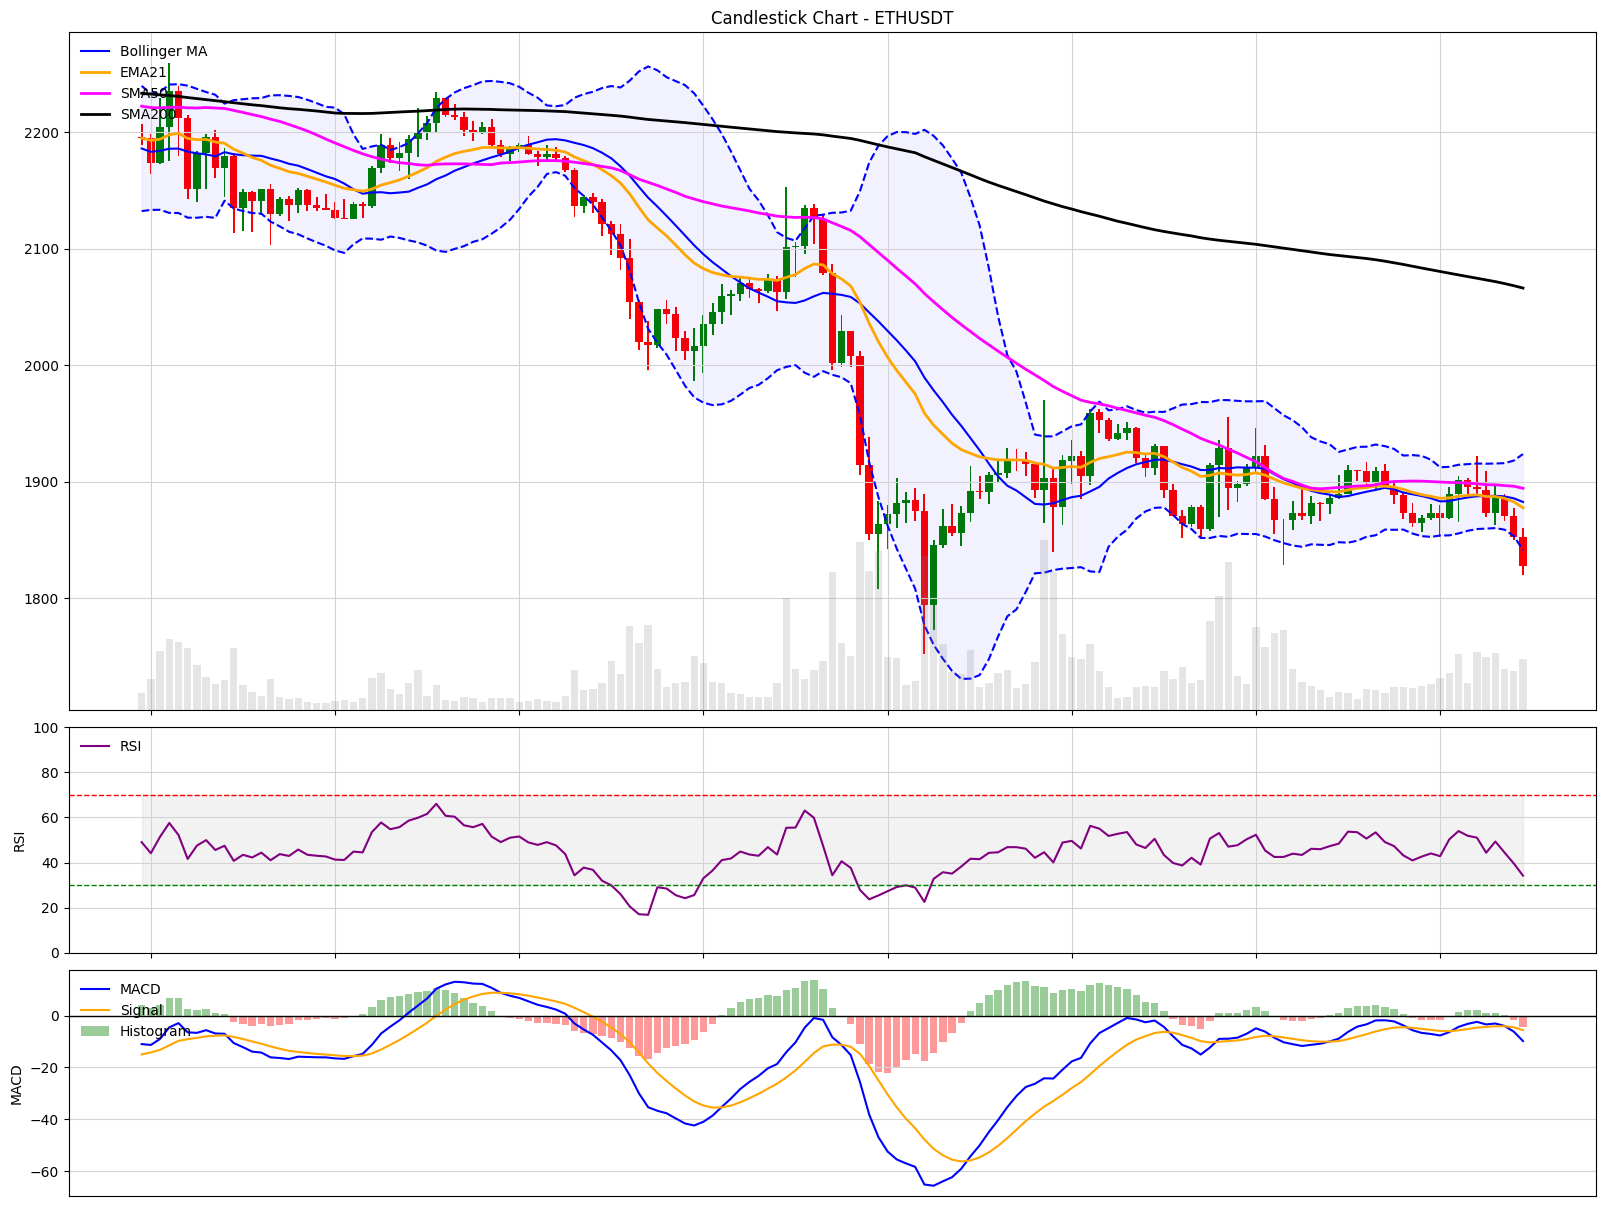 Candlestick Chart - ETHUSDT
Bollinger MA
EMA21
SMA50
SMA200
2200
2100
2000
1900
1800
RSI
100
80
60
40
20
0
RSI
MACD
Signal
Histogram
0
−20
−40
−60
MACD